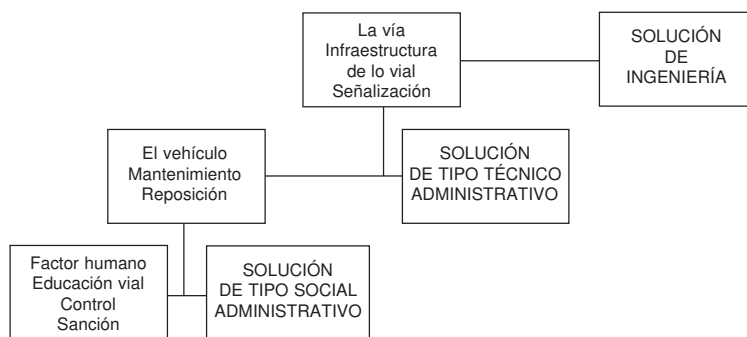 La vía
Infraestructura
de lo vial
Señalización
SOLUCIÓN
DE
INGENIERÍA
El vehículo
Mantenimiento
Reposición
SOLUCIÓN
DE TIPO TÉCNICO
ADMINISTRATIVO
Factor humano
Educación vial
Control
Sanción
SOLUCIÓN
DE TIPO SOCIAL
ADMINISTRATIVO